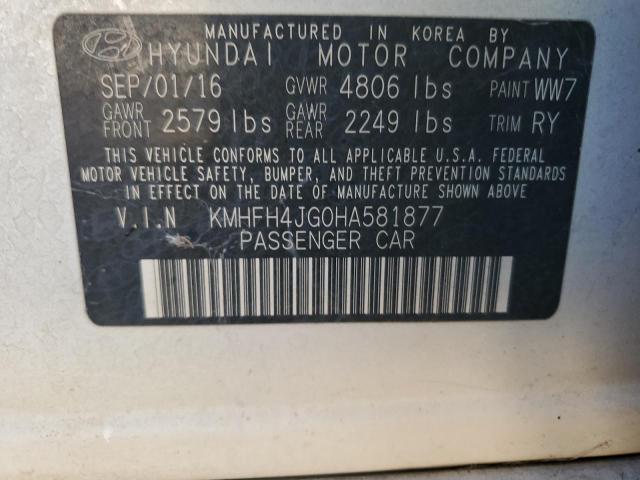 MANUFACTURED IN KOREA BY
HYUNDAI MOTOR COMPANY
SEP/01/16 GVWR 4806 lbs PAINT WW7
GAWR FRONT 2579 lbs GAWR REAR 2249 lbs TRIM RY
THIS VEHICLE CONFORMS TO ALL APPLICABLE U.S.A. FEDERAL
MOTOR VEHICLE SAFETY, BUMPER, AND THEFT PREVENTION STANDARDS
IN EFFECT ON THE DATE OF MANUFACTURE SHOWN ABOVE
V.I.N KMHFH4JG0HA581877
PASSENGER CAR